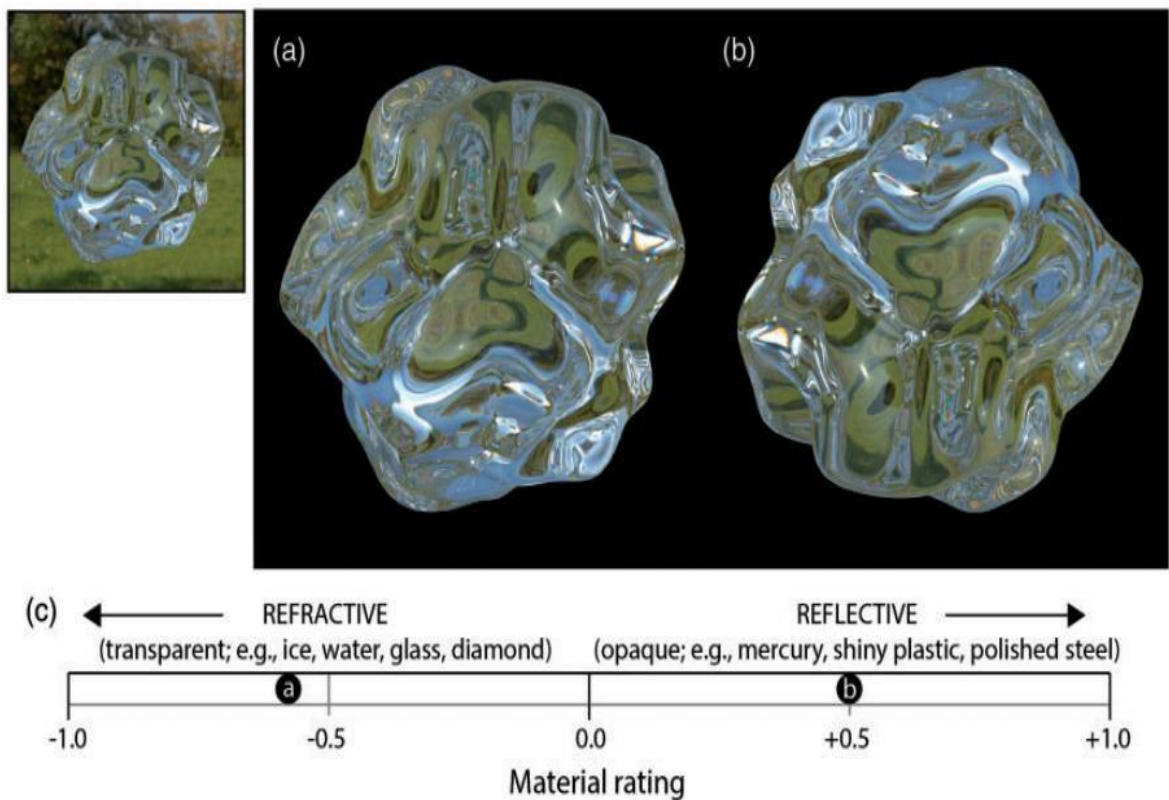 (a)
(b)
(c)
REFRACTIVE
REFLECTIVE
(transparent; e.g., ice, water, glass, diamond)
(opaque; e.g., mercury, shiny plastic, polished steel)
a
b
-1.0
-0.5
0.0
+0.5
+1.0
Material rating